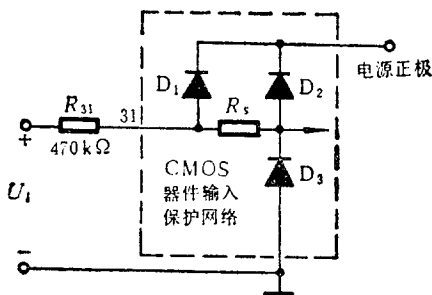 电源正极
D₁
D₂
Rₛ
R₃₁
31
470kΩ
+
CMOS
器件输入
保护网络
D₃
Uᵢ
−